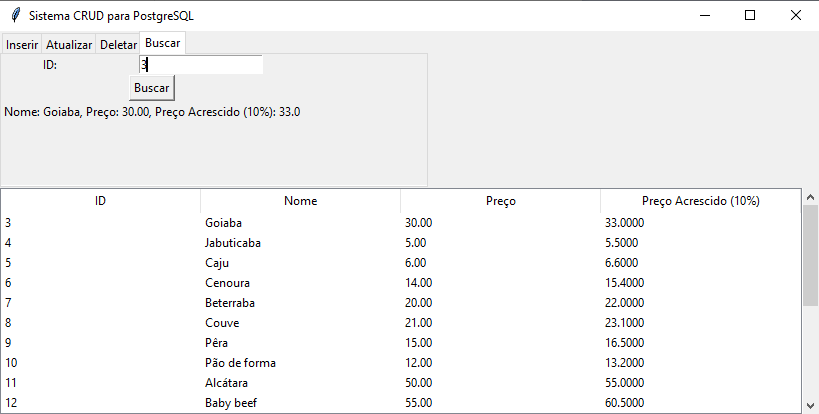 Sistema CRUD para PostgreSQL
Inserir Atualizar Deletar Buscar
ID: 3
Buscar
Nome: Goiaba, Preço: 30.00, Preço Acrescido (10%): 33.0
ID Nome Preço Preço Acrescido (10%)
3 Goiaba 30.00 33.0000
4 Jabuticaba 5.00 5.5000
5 Caju 6.00 6.6000
6 Cenoura 14.00 15.4000
7 Beterraba 20.00 22.0000
8 Couve 21.00 23.1000
9 Pêra 15.00 16.5000
10 Pão de forma 12.00 13.2000
11 Alcátara 50.00 55.0000
12 Baby beef 55.00 60.5000